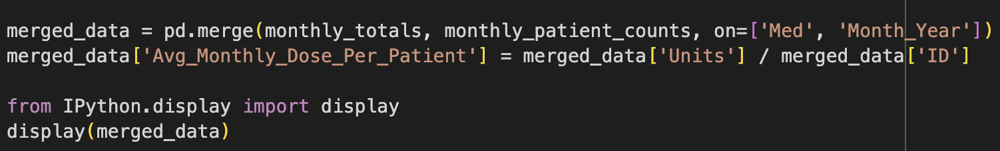 merged_data = pd.merge(monthly_totals, monthly_patient_counts, on=['Med', 'Month_Year'])
merged_data['Avg_Monthly_Dose_Per_Patient'] = merged_data['Units'] / merged_data['ID']
from IPython.display import display
display(merged_data)